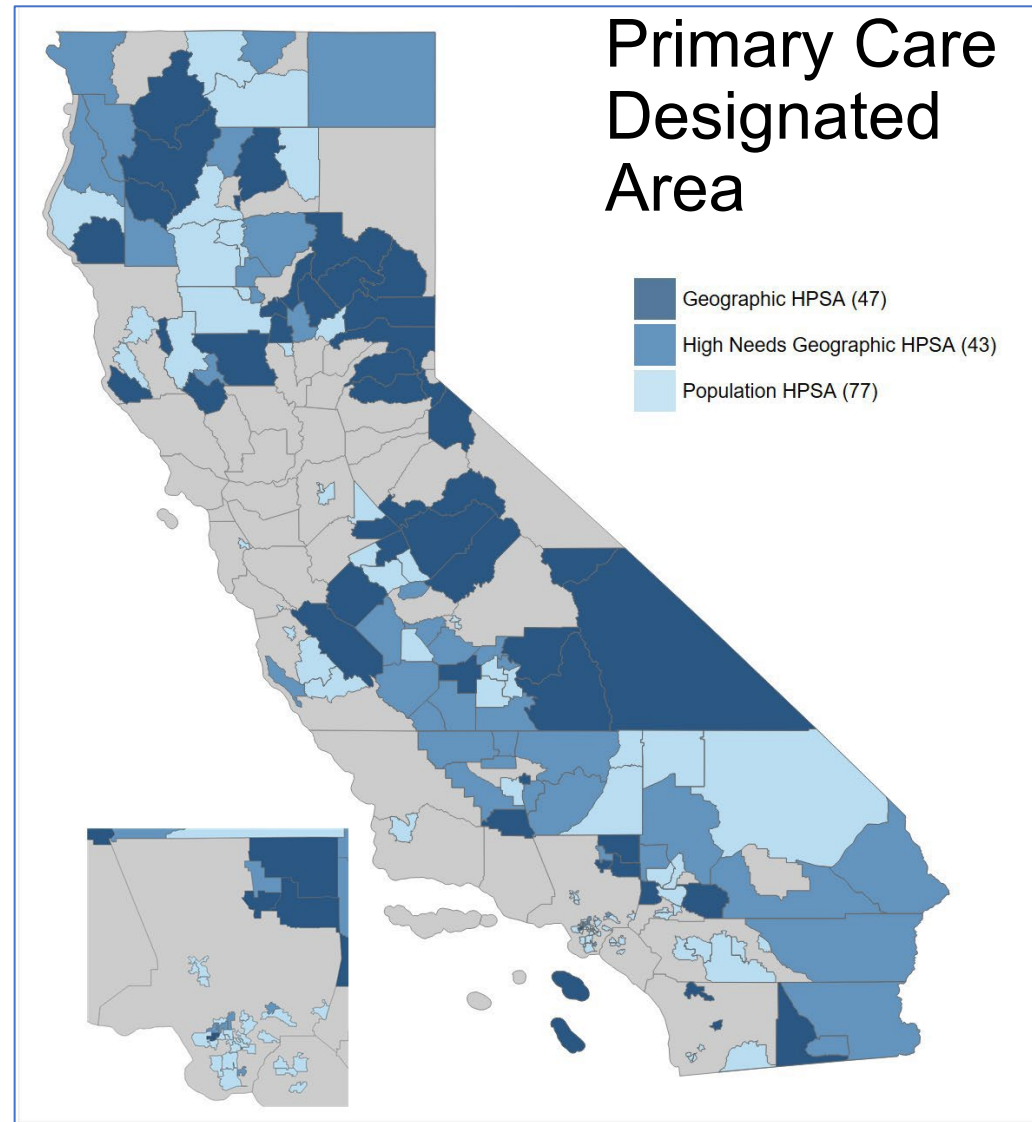 Primary Care
Designated
Area
Geographic HPSA (47)
High Needs Geographic HPSA (43)
Population HPSA (77)